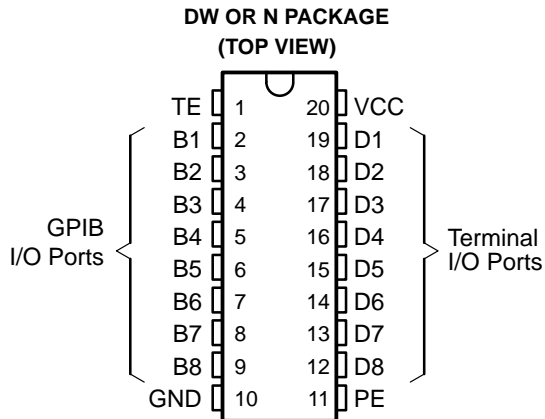 DW OR N PACKAGE
(TOP VIEW)
TE 1 20 VCC
B1 2 19 D1
B2 3 18 D2
B3 4 17 D3
B4 5 16 D4
B5 6 15 D5
B6 7 14 D6
B7 8 13 D7
B8 9 12 D8
GND 10 11 PE
GPIB
I/O Ports
Terminal
I/O Ports